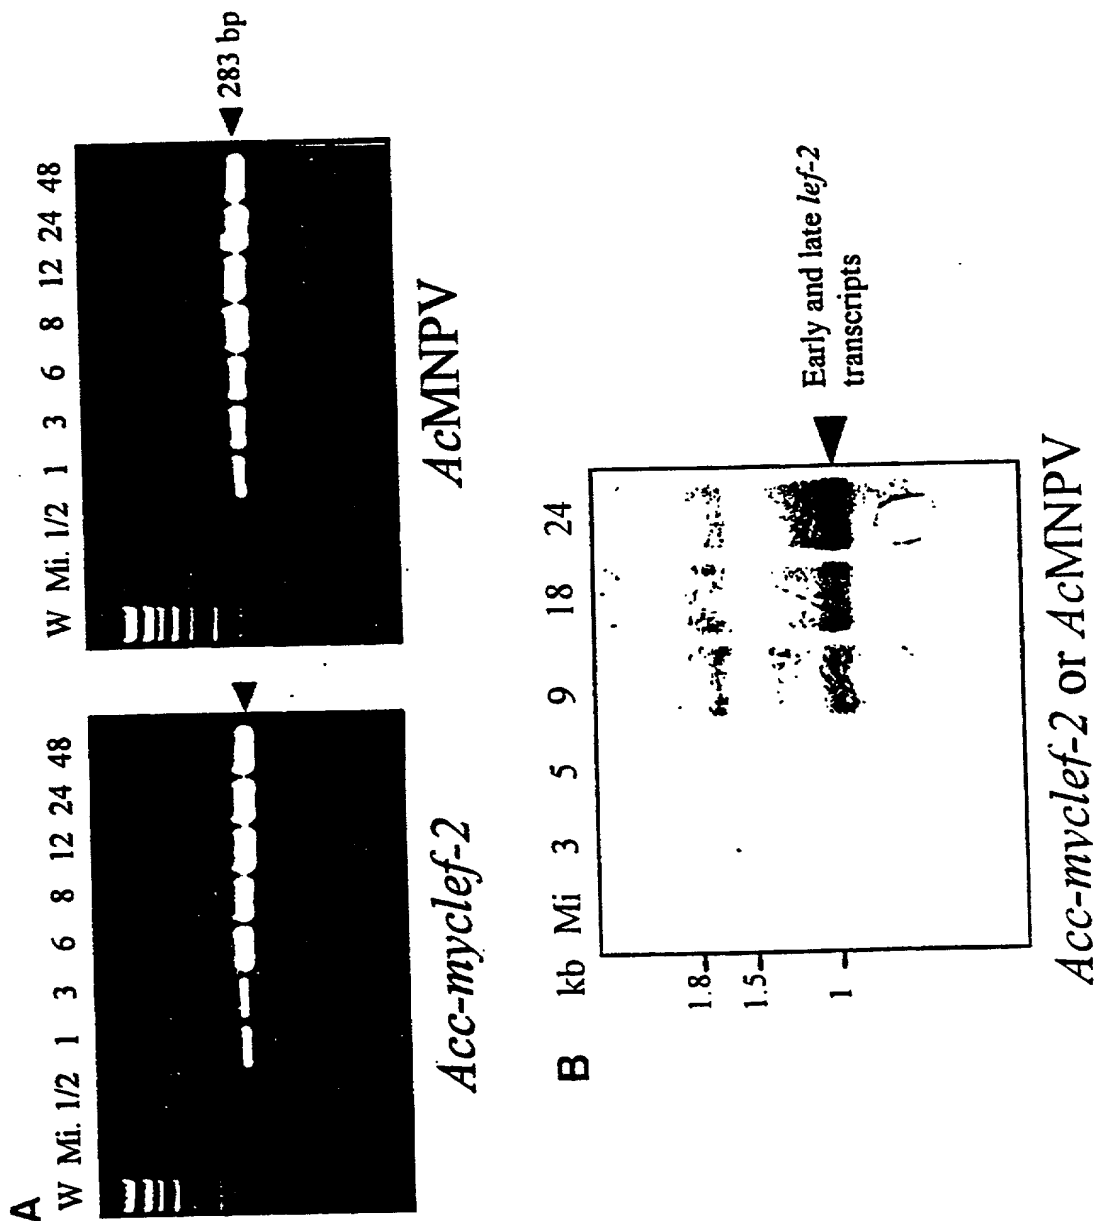 A
W Mi. 1/2 1 3 6 8 12 24 48
Acc-myclef-2
W Mi. 1/2 1 3 6 8 12 24 48
283 bp
AcMNPV
B
kb Mi 3 5 9 18 24
1.8
1.5
1
Early and late lef-2
transcripts
Acc-myclef-2 or AcMNPV